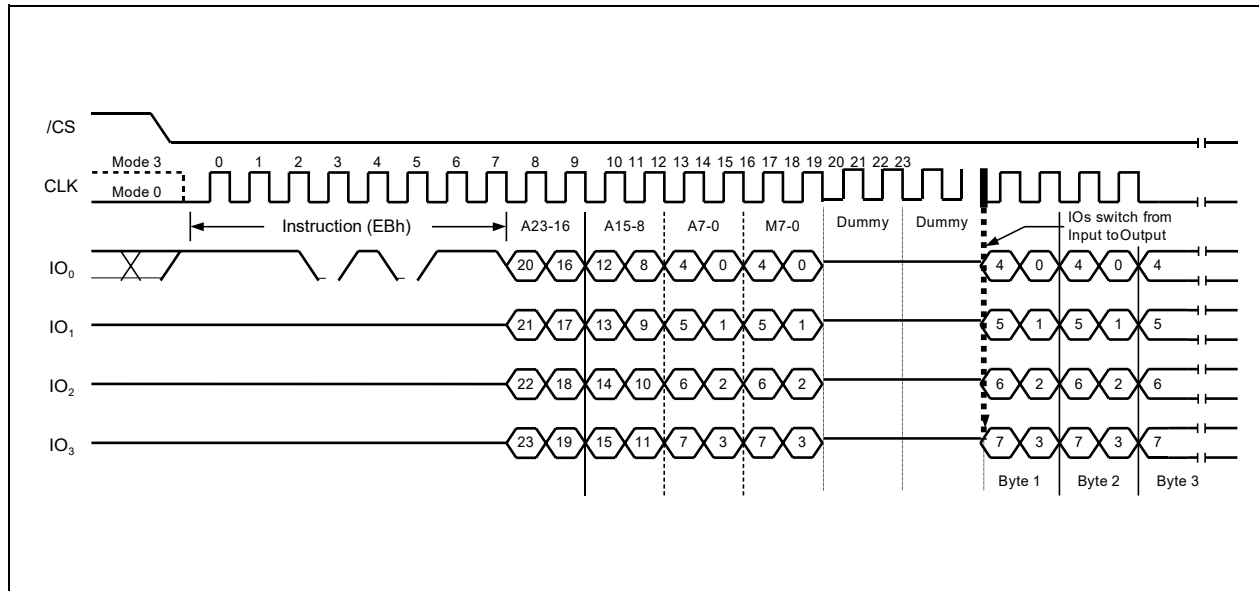 /CS
Mode 3
0 1 2 3 4 5 6 7 8 9 10 11 12 13 14 15 16 17 18 19 20 21 22 23
CLK
Mode 0
Instruction (EBh)
A23-16 A15-8 A7-0 M7-0 Dummy Dummy
IOs switch from
Input to Output
IO0 20 16 12 8 4 0 4 0 4 0 4 0 4
IO1 21 17 13 9 5 1 5 1 5 1 5 1 5
IO2 22 18 14 10 6 2 6 2 6 2 6 2 6
IO3 23 19 15 11 7 3 7 3 7 3 7 3 7
Byte 1 Byte 2 Byte 3